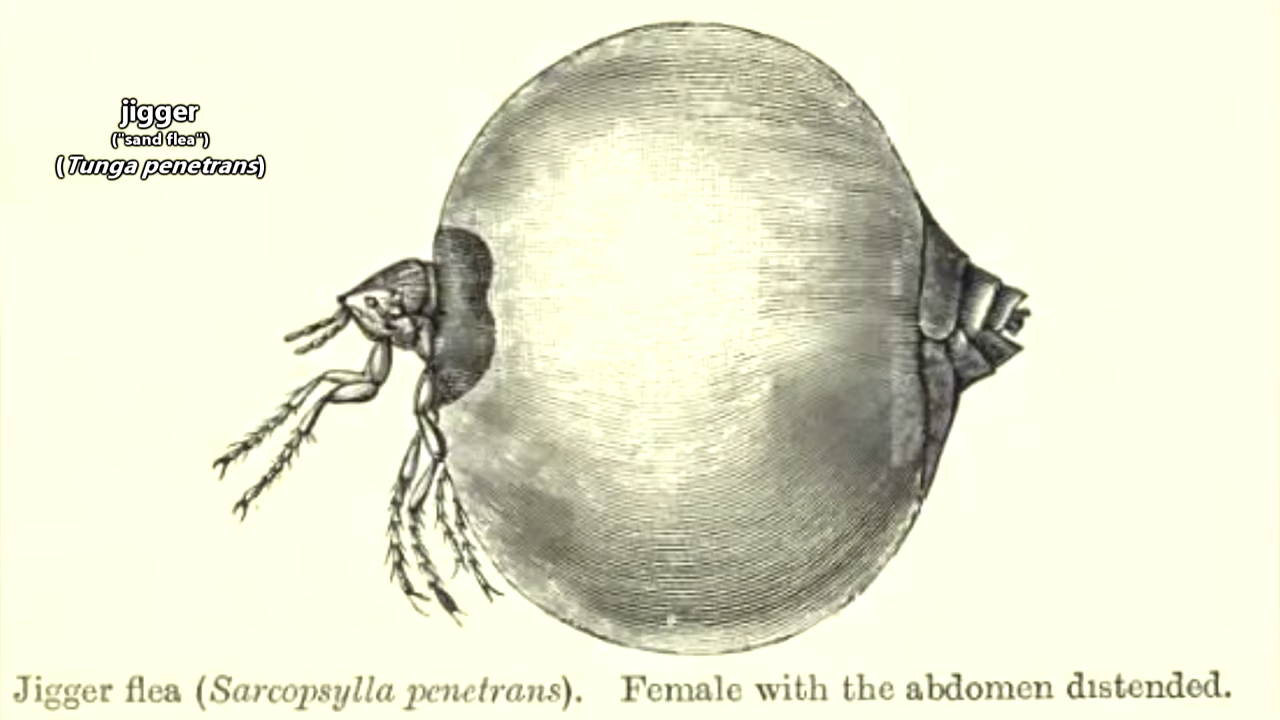 jigger
("sand flea")
(Tunga penetrans)
Jigger flea (Sarcopsylla penetrans). Female with the abdomen distended.